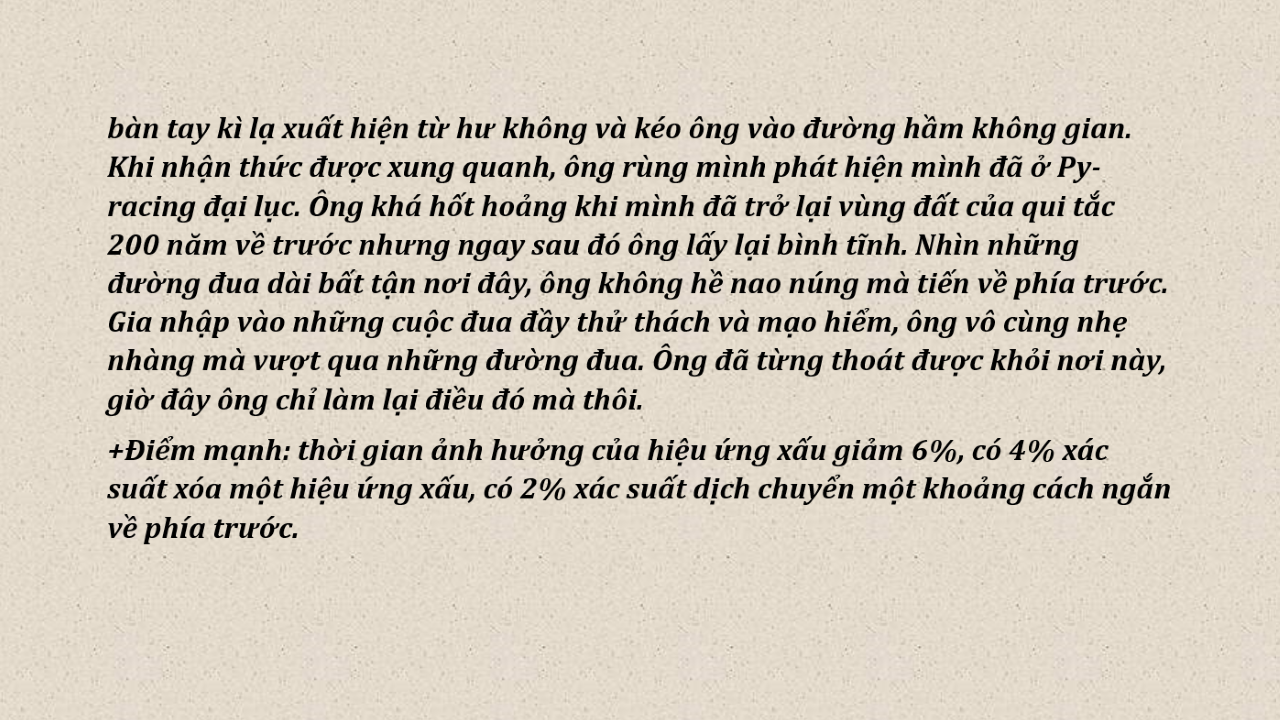 bàn tay kì lạ xuất hiện từ hư không và kéo ông vào đường hầm không gian.
Khi nhận thức được xung quanh, ông rùng mình phát hiện mình đã ở Py-
racing đại lục. Ông khá hốt hoảng khi mình đã trở lại vùng đất của qui tắc
200 năm về trước nhưng ngay sau đó ông lấy lại bình tĩnh. Nhìn những
đường đua dài bất tận nơi đây, ông không hề nao núng mà tiến về phía trước.
Gia nhập vào những cuộc đua đầy thử thách và mạo hiểm, ông vô cùng nhẹ
nhàng mà vượt qua những đường đua. Ông đã từng thoát được khỏi nơi này,
giờ đây ông chỉ làm lại điều đó mà thôi.
+Điểm mạnh: thời gian ảnh hưởng của hiệu ứng xấu giảm 6%, có 4% xác
suất xóa một hiệu ứng xấu, có 2% xác suất dịch chuyển một khoảng cách ngắn
về phía trước.